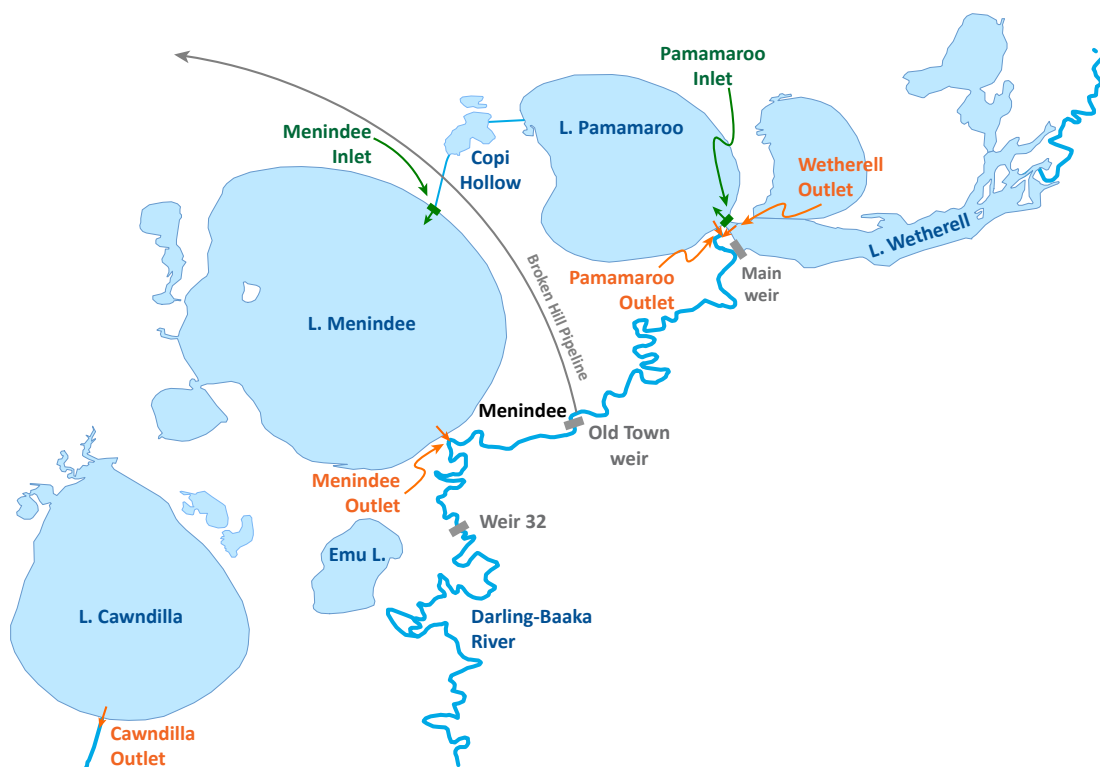 Pamamaroo
Inlet
Menindee
Inlet
L. Pamamaroo
Copi
Hollow
Wetherell
Outlet
L. Wetherell
Pamamaroo
Outlet
Main
weir
Broken Hill Pipeline
L. Menindee
Menindee
Old Town
weir
Menindee
Outlet
Weir 32
Emu L.
L. Cawndilla
Darling-Baaka
River
Cawndilla
Outlet